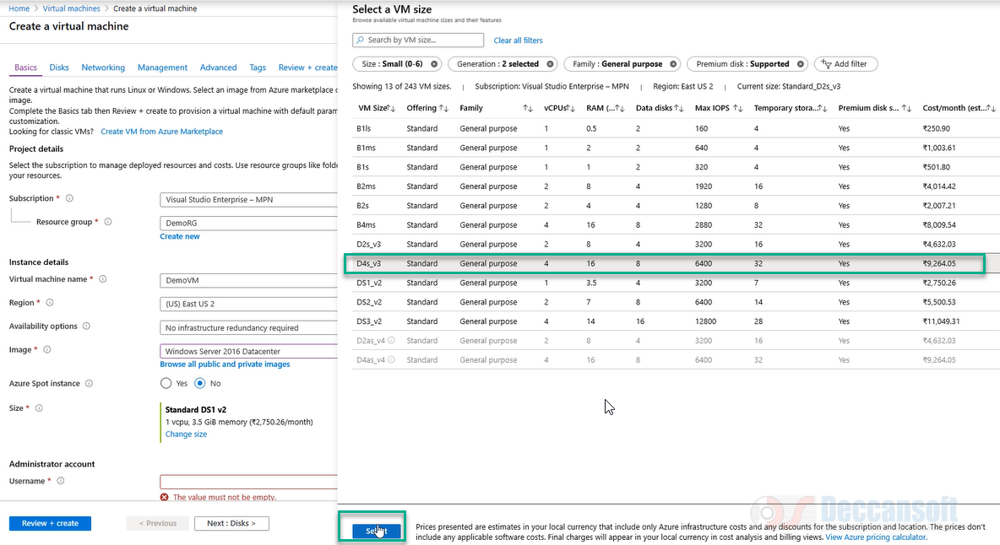 Home > Virtual machines > Create a virtual machine
Create a virtual machine
Basics Disks Networking Management Advanced Tags Review + create
Create a virtual machine that runs Linux or Windows. Select an image from Azure marketplace
image.
Complete the Basics tab then Review + create to provision a virtual machine with default param
customization.
Looking for classic VMs? Create VM from Azure Marketplace
Project details
Select the subscription to manage deployed resources and costs. Use resource groups like folde
your resources.
Subscription *
Visual Studio Enterprise – MPN
Resource group *
DemoRG
Create new
Instance details
Virtual machine name *
DemoVM
Region *
(US) East US 2
Availability options
No infrastructure redundancy required
Image *
Windows Server 2016 Datacenter
Browse all public and private images
Azure Spot instance
Yes No
Size *
Standard DS1 v2
1 vcpu, 3.5 GiB memory (₹2,750.26/month)
Change size
Administrator account
Username *
The value must not be empty.
Review + create < Previous Next : Disks >
Select a VM size
Browse available virtual machine sizes and their features
Search by VM size... Clear all filters
Size : Small (0-6) Generation : 2 selected Family : General purpose Premium disk : Supported Add filter
Showing 13 of 243 VM sizes. | Subscription: Visual Studio Enterprise – MPN | Region: East US 2 | Current size: Standard_D2s_v3
VM Size Offering Family vCPUs RAM (... Data disks Max IOPS Temporary stora... Premium disk s... Cost/month (est...
B1ls Standard General purpose 1 0.5 2 160 4 Yes ₹250.90
B1ms Standard General purpose 1 2 2 640 4 Yes ₹1,003.61
B1s Standard General purpose 1 1 2 320 4 Yes ₹501.80
B2ms Standard General purpose 2 8 4 1920 16 Yes ₹4,014.42
B2s Standard General purpose 2 4 4 1280 8 Yes ₹2,007.21
B4ms Standard General purpose 4 16 8 2880 32 Yes ₹8,009.54
D2s_v3 Standard General purpose 2 8 4 3200 16 Yes ₹4,632.03
D4s_v3 Standard General purpose 4 16 8 6400 32 Yes ₹9,264.05
DS1_v2 Standard General purpose 1 3.5 4 3200 7 Yes ₹2,750.26
DS2_v2 Standard General purpose 2 7 8 6400 14 Yes ₹5,500.53
DS3_v2 Standard General purpose 4 14 16 12800 28 Yes ₹11,049.31
D2as_v4 Standard General purpose 2 8 4 3200 16 Yes ₹4,632.03
D4as_v4 Standard General purpose 4 16 8 6400 32 Yes ₹9,264.05
Deccansoft
Select
Prices presented are estimates in your local currency that include only Azure infrastructure costs and any discounts for the subscription and location. The prices don't
include any applicable software costs. Final charges will appear in your local currency in cost analysis and billing views. View Azure pricing calculator.